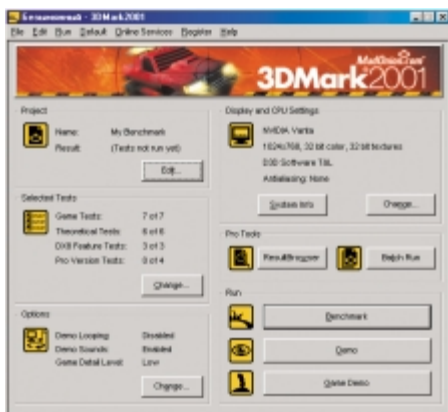 Безымянный - 3DMark2001
File Edit Run Default Online Services Register Help
MadOnion.com
3DMark2001
Project
Name: My Benchmark
Result: (Tests not run yet)
Edit...
Selected Tests
Game Tests: 7 of 7
Theoretical Tests: 6 of 6
DX8 Feature Tests: 3 of 3
Pro Version Tests: 0 of 4
Change...
Options
Demo Looping: Disabled
Demo Sounds: Enabled
Game Detail Level: Low
Change...
Display and CPU Settings
NVIDIA Vanta
1024x768, 32 bit color, 32 bit textures
D3D Software T&L
Antialiasing: None
System Info
Change...
Pro Tools
ResultBrowser
Batch Run
Run
Benchmark
Demo
Game Demo